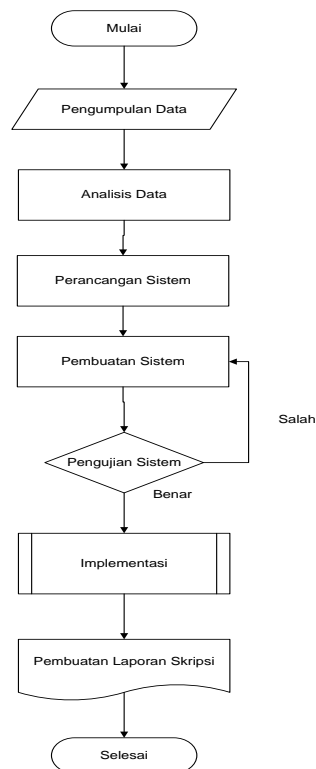 Mulai
Pengumpulan Data
Analisis Data
Perancangan Sistem
Pembuatan Sistem
Salah
Pengujian Sistem
Benar
Implementasi
Pembuatan Laporan Skripsi
Selesai